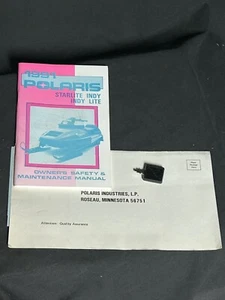 1991
POLARIS
STARLITE INDY
INDY LITE
OWNER'S SAFETY &
MAINTENANCE MANUAL
POLARIS INDUSTRIES, L.P.
ROSEAU, MINNESOTA 56751
Attention: Quality Assurance